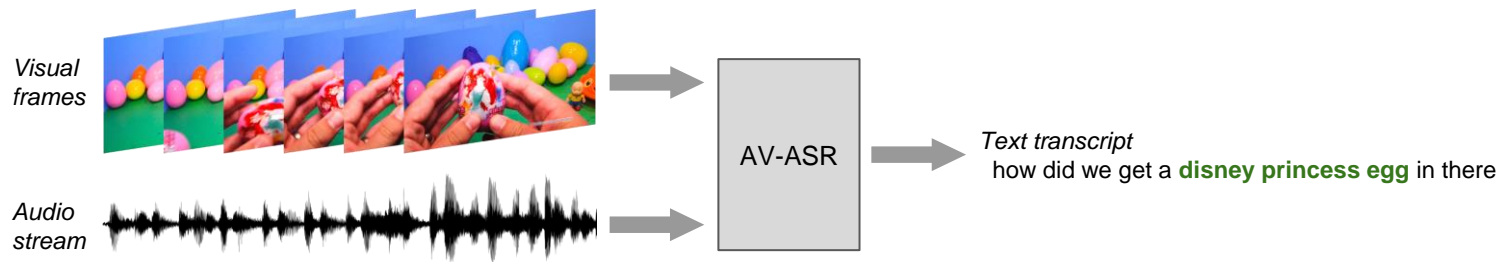 Visual
frames
Audio
stream
AV-ASR
Text transcript
how did we get a disney princess egg in there